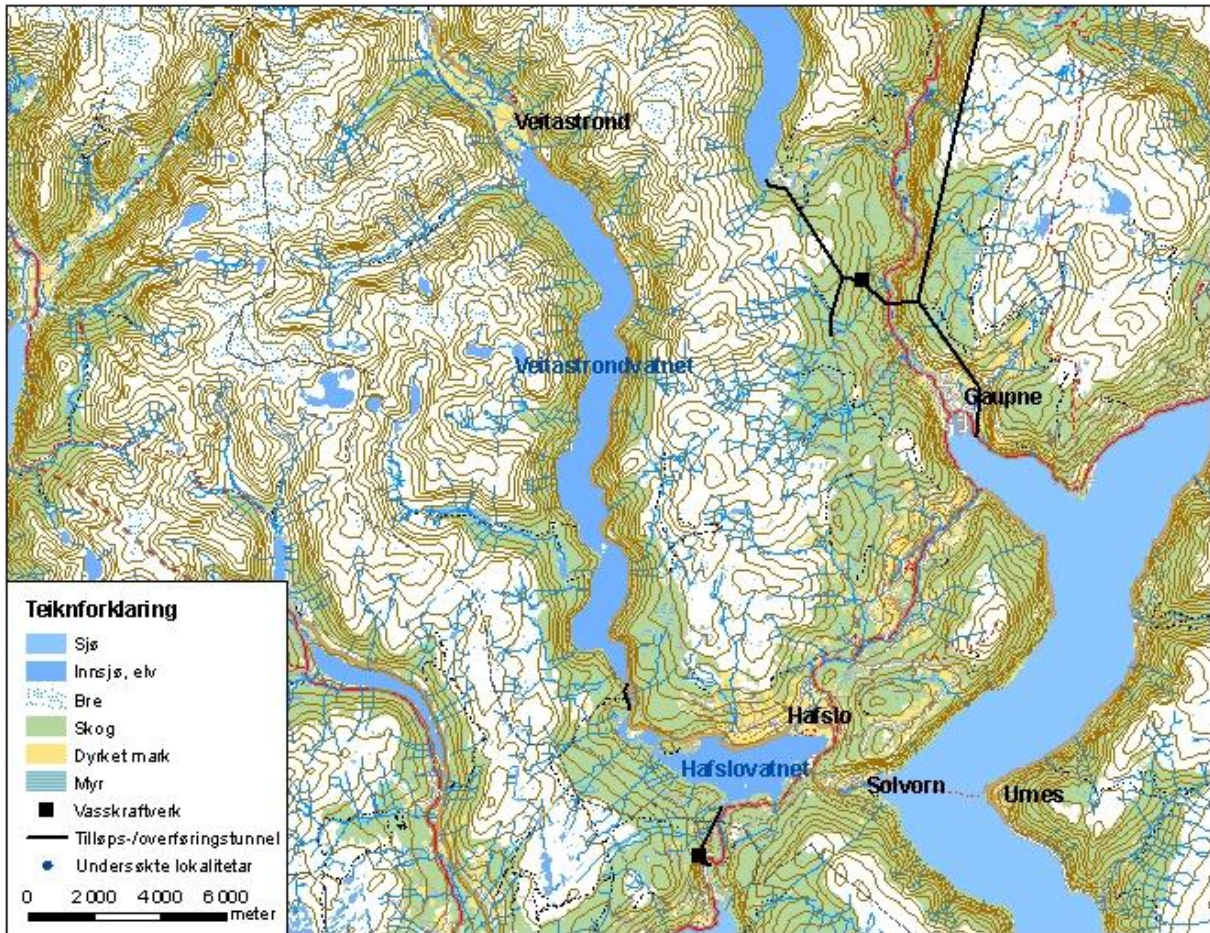 Veitastrond
Veitastrondvatnet
Gaupne
Hafslo
Hafslovatnet
Solvorn
Urnes
Teiknforklaring
Sjø
Innsjø, elv
Bre
Skog
Dyrket mark
Myr
Vasskraftverk
Tilløps-/overføringstunnel
Undersøkte lokalitetar
0 2 000 4 000 6 000
meter